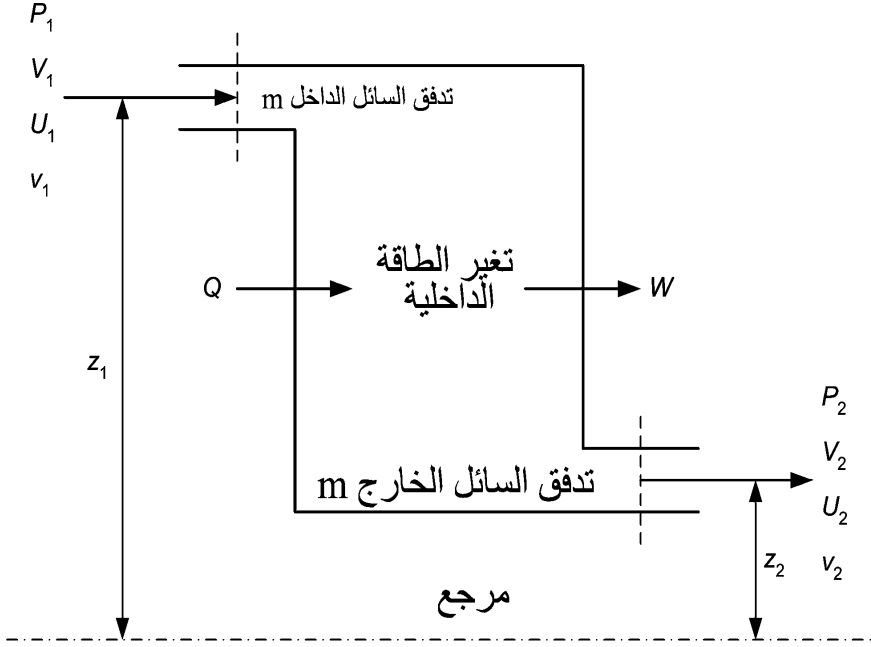 P1
V1
تدفق السائل الداخل m
U1
v1
تغير الطاقة
الداخلية
Q
W
z1
P2
V2
تدفق السائل الخارج m
U2
z2
v2
مرجع